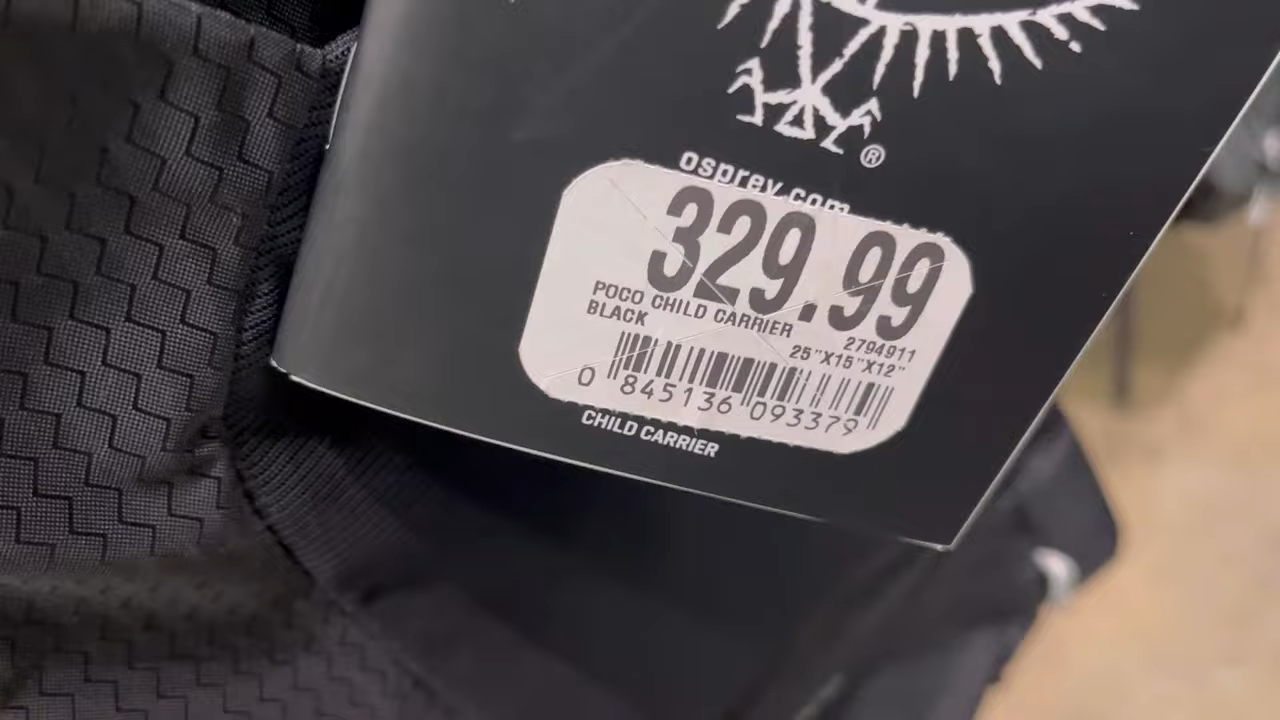 ®
osprey.com
329.99
POCO CHILD CARRIER
BLACK
2794911
25"X15"X12"
0 845136 093379
CHILD CARRIER